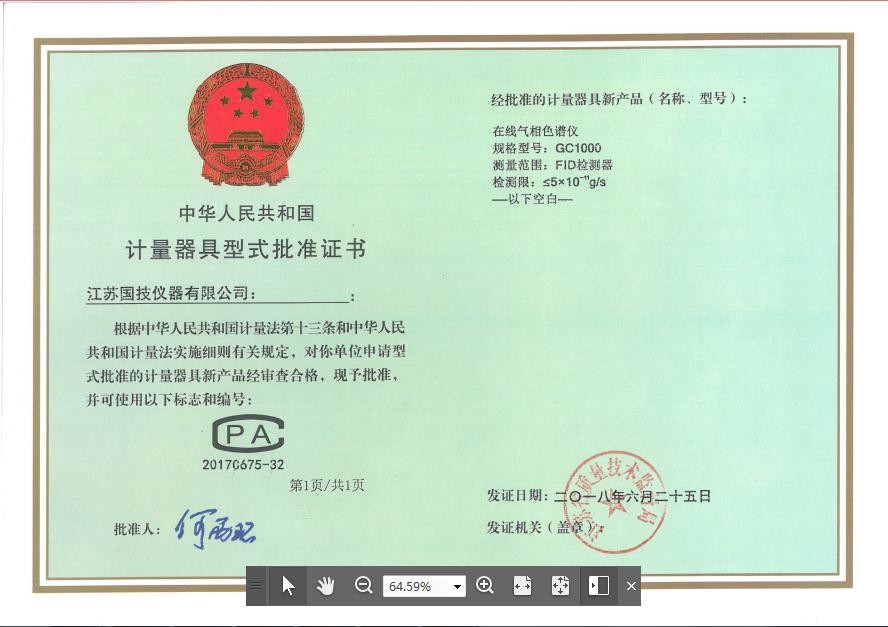 中华人民共和国
计量器具型式批准证书
江苏国技仪器有限公司：
：
根据中华人民共和国计量法第十三条和中华人民
共和国计量法实施细则有关规定，对你单位申请型
式批准的计量器具新产品经审查合格，现予批准，
并可使用以下标志和编号：
CPA
2017C675-32
第1页/共1页
批准人：
经批准的计量器具新产品（名称、型号）：
在线气相色谱仪
规格型号：GC1000
测量范围：FID检测器
检测限：≤5×10⁻¹¹g/s
—以下空白—
发证日期：二〇一八年六月二十五日
发证机关（盖章）：
64.59%